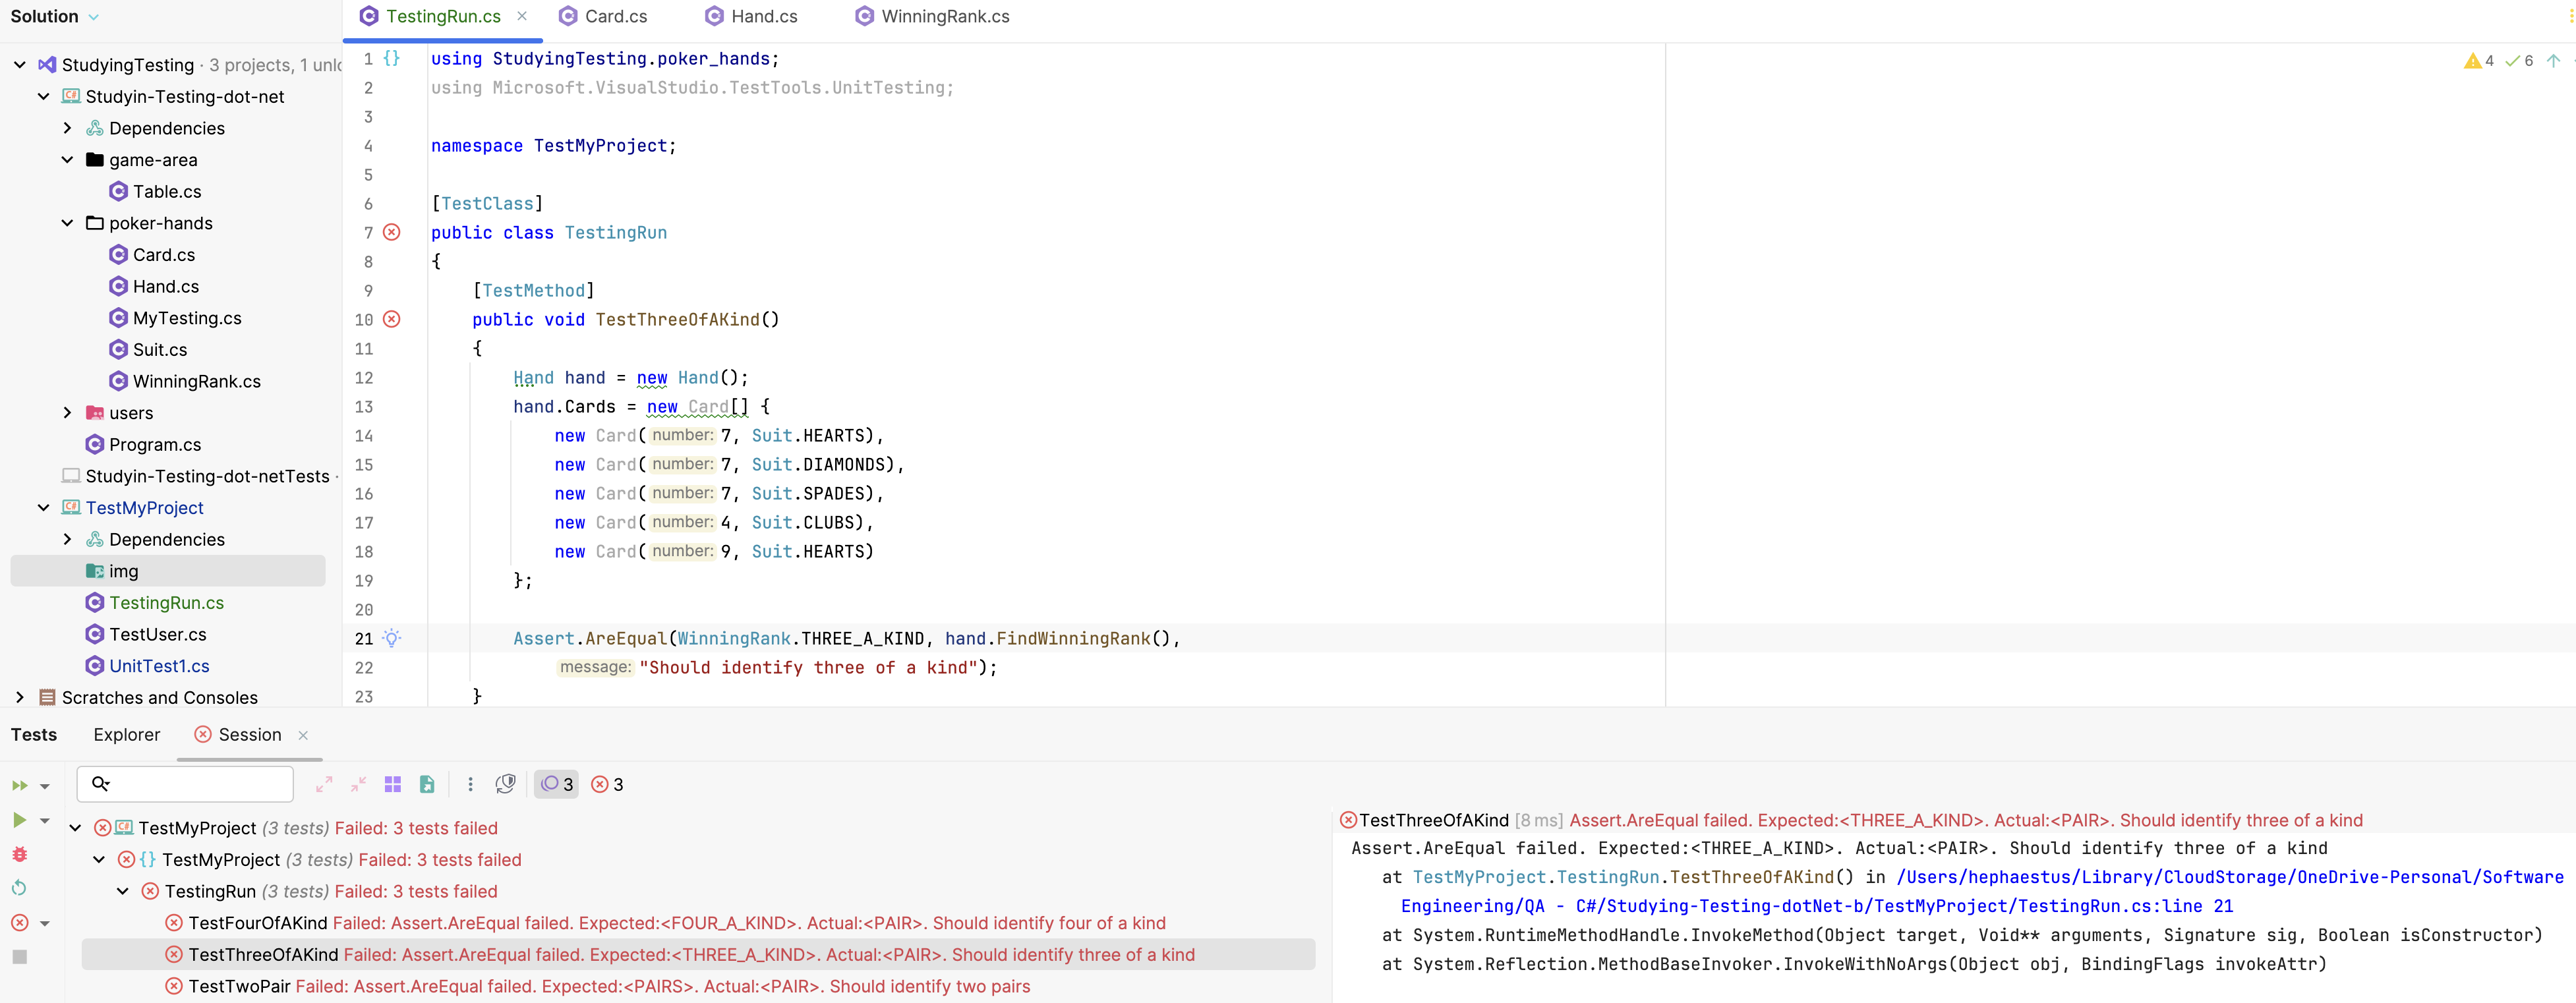 Solution
StudyingTesting · 3 projects, 1 unl
Studyin-Testing-dot-net
Dependencies
game-area
Table.cs
poker-hands
Card.cs
Hand.cs
MyTesting.cs
Suit.cs
WinningRank.cs
users
Program.cs
Studyin-Testing-dot-netTests ·
TestMyProject
Dependencies
img
TestingRun.cs
TestUser.cs
UnitTest1.cs
Scratches and Consoles
TestingRun.cs Card.cs Hand.cs WinningRank.cs
4 6
1 {} using StudyingTesting.poker_hands;
2 using Microsoft.VisualStudio.TestTools.UnitTesting;
3
4 namespace TestMyProject;
5
6 [TestClass]
7 public class TestingRun
8 {
9 [TestMethod]
10 public void TestThreeOfAKind()
11 {
12 Hand hand = new Hand();
13 hand.Cards = new Card[] {
14 new Card(number: 7, Suit.HEARTS),
15 new Card(number: 7, Suit.DIAMONDS),
16 new Card(number: 7, Suit.SPADES),
17 new Card(number: 4, Suit.CLUBS),
18 new Card(number: 9, Suit.HEARTS)
19 };
20
21 Assert.AreEqual(WinningRank.THREE_A_KIND, hand.FindWinningRank(),
22 message: "Should identify three of a kind");
23 }
Tests Explorer Session
3 3
TestMyProject (3 tests) Failed: 3 tests failed
{} TestMyProject (3 tests) Failed: 3 tests failed
TestingRun (3 tests) Failed: 3 tests failed
TestFourOfAKind Failed: Assert.AreEqual failed. Expected:<FOUR_A_KIND>. Actual:<PAIR>. Should identify four of a kind
TestThreeOfAKind Failed: Assert.AreEqual failed. Expected:<THREE_A_KIND>. Actual:<PAIR>. Should identify three of a kind
TestTwoPair Failed: Assert.AreEqual failed. Expected:<PAIRS>. Actual:<PAIR>. Should identify two pairs
TestThreeOfAKind [8 ms] Assert.AreEqual failed. Expected:<THREE_A_KIND>. Actual:<PAIR>. Should identify three of a kind
Assert.AreEqual failed. Expected:<THREE_A_KIND>. Actual:<PAIR>. Should identify three of a kind
at TestMyProject.TestingRun.TestThreeOfAKind() in /Users/hephaestus/Library/CloudStorage/OneDrive-Personal/Software
Engineering/QA - C#/Studying-Testing-dotNet-b/TestMyProject/TestingRun.cs:line 21
at System.RuntimeMethodHandle.InvokeMethod(Object target, Void** arguments, Signature sig, Boolean isConstructor)
at System.Reflection.MethodBaseInvoker.InvokeWithNoArgs(Object obj, BindingFlags invokeAttr)